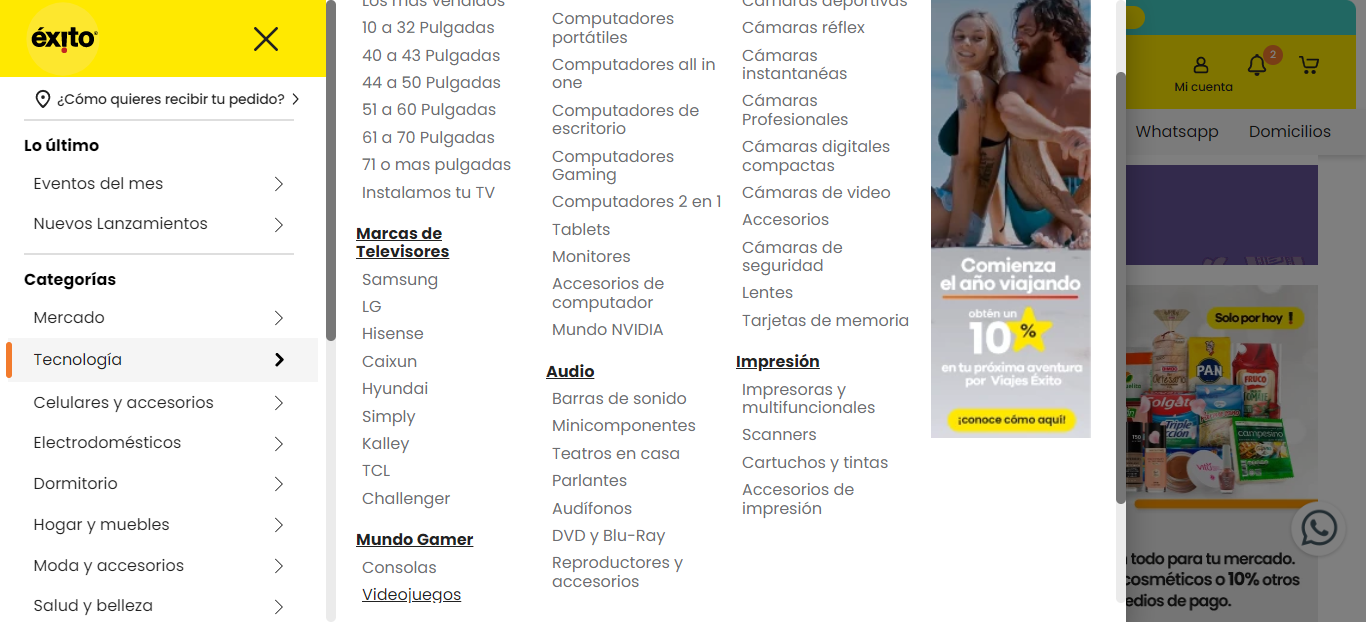 éxito
¿Cómo quieres recibir tu pedido?
Lo último
Eventos del mes
Nuevos Lanzamientos
Categorías
Mercado
Tecnología
Celulares y accesorios
Electrodomésticos
Dormitorio
Hogar y muebles
Moda y accesorios
Salud y belleza
Los más vendidos
10 a 32 Pulgadas
40 a 43 Pulgadas
44 a 50 Pulgadas
51 a 60 Pulgadas
61 a 70 Pulgadas
71 o mas pulgadas
Instalamos tu TV
Marcas de
Televisores
Samsung
LG
Hisense
Caixun
Hyundai
Simply
Kalley
TCL
Challenger
Mundo Gamer
Consolas
Videojuegos
Computadores
portátiles
Computadores all in
one
Computadores de
escritorio
Computadores
Gaming
Computadores 2 en 1
Tablets
Monitores
Accesorios de
computador
Mundo NVIDIA
Audio
Barras de sonido
Minicomponentes
Teatros en casa
Parlantes
Audífonos
DVD y Blu-Ray
Reproductores y
accesorios
Cámaras deportivas
Cámaras réflex
Cámaras
instantanéas
Cámaras
Profesionales
Cámaras digitales
compactas
Cámaras de video
Accesorios
Cámaras de
seguridad
Lentes
Tarjetas de memoria
Impresión
Impresoras y
multifuncionales
Scanners
Cartuchos y tintas
Accesorios de
impresión
Comienza
el año viajando
obtén un
10%
en tu próxima aventura
por Viajes Éxito
¡conoce cómo aquí!
2
Mi cuenta
Whatsapp
Domicilios
Solo por hoy !
PAN
FRUCO
Colgate
Triple
Acción
campesino
todo para tu mercado.
cosméticos o 10% otros
medios de pago.